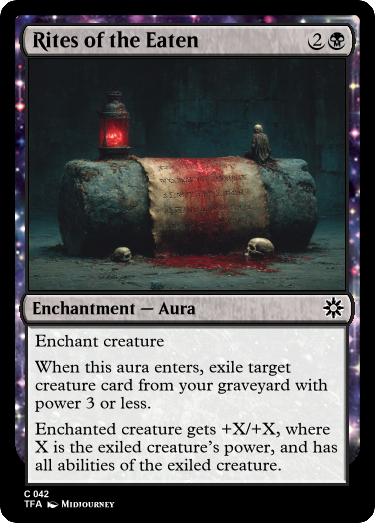 Rites of the Eaten 2
Enchantment — Aura
Enchant creature
When this aura enters, exile target
creature card from your graveyard with
power 3 or less.
Enchanted creature gets +X/+X, where
X is the exiled creature's power, and has
all abilities of the exiled creature.
C 042
TFA Midjourney